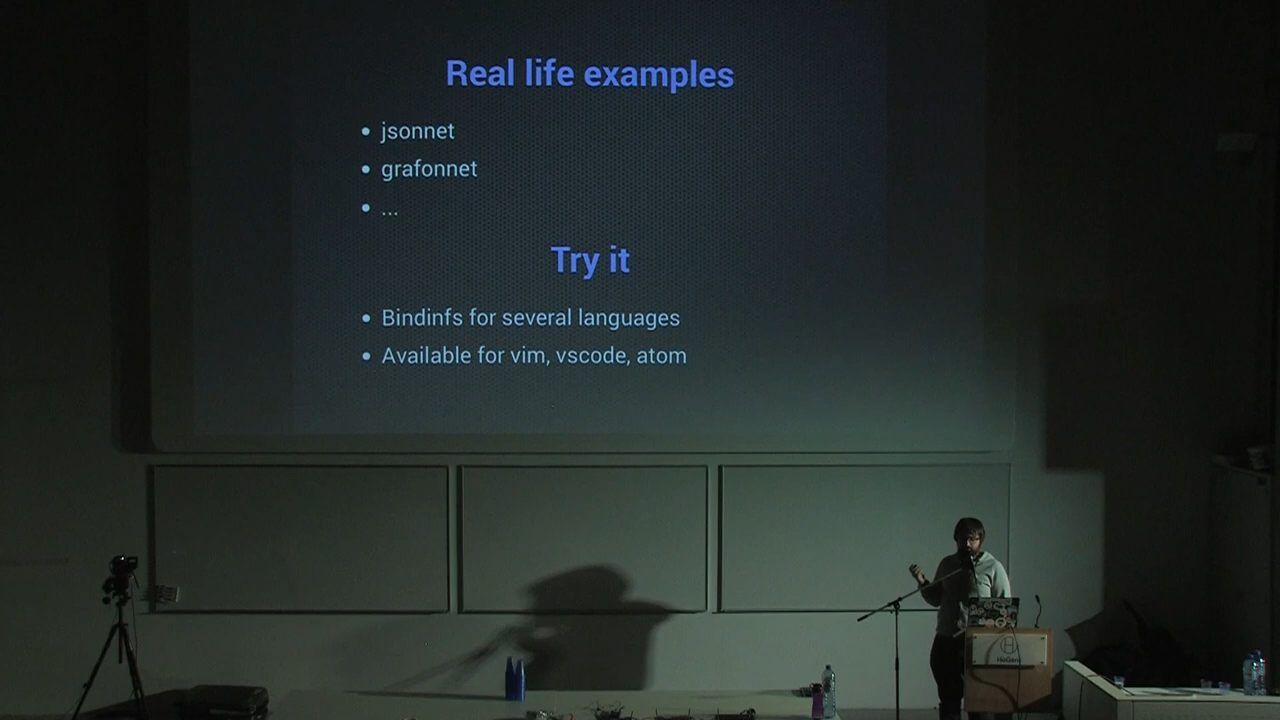 Real life examples
• jsonnet
• grafonnet
• ...
Try it
• Bindinfs for several languages
• Available for vim, vscode, atom